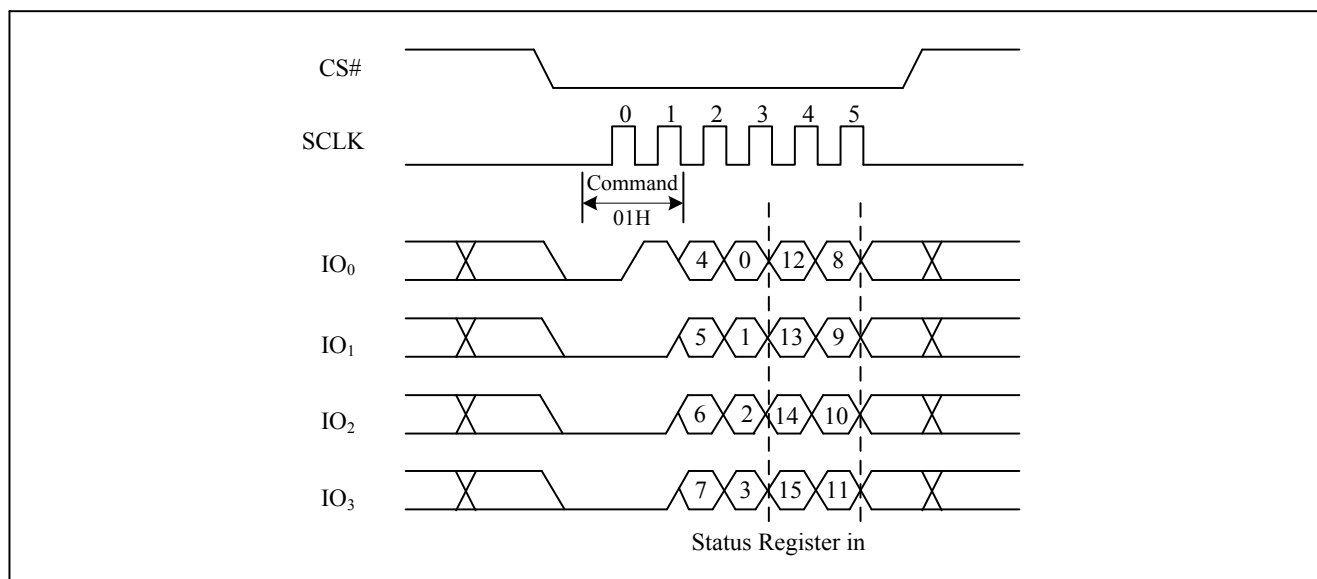 CS#
0 1 2 3 4 5
SCLK
Command
01H
IO0 4 0 12 8
IO1 5 1 13 9
IO2 6 2 14 10
IO3 7 3 15 11
Status Register in